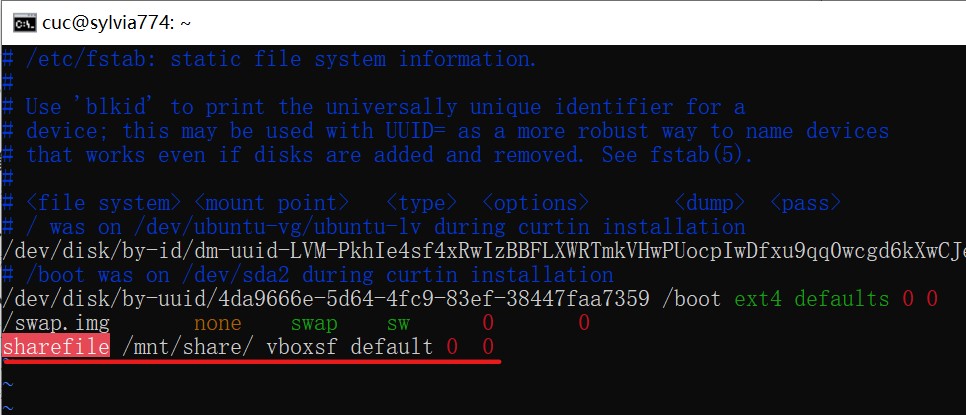 cuc@sylvia774: ~
# /etc/fstab: static file system information.
#
# Use 'blkid' to print the universally unique identifier for a
# device; this may be used with UUID= as a more robust way to name devices
# that works even if disks are added and removed. See fstab(5).
#
# <file system> <mount point>   <type>  <options>       <dump>  <pass>
# / was on /dev/ubuntu-vg/ubuntu-lv during curtin installation
/dev/disk/by-id/dm-uuid-LVM-PkhIe4sf4xRwIzBBFLXWRTmkVHwPUocpIwDfxu9qq0wcgd6kXwCJe
# /boot was on /dev/sda2 during curtin installation
/dev/disk/by-uuid/4da9666e-5d64-4fc9-83ef-38447faa7359 /boot ext4 defaults 0 0
/swap.img       none    swap    sw      0       0
sharefile /mnt/share/ vboxsf default 0  0
~
~
~